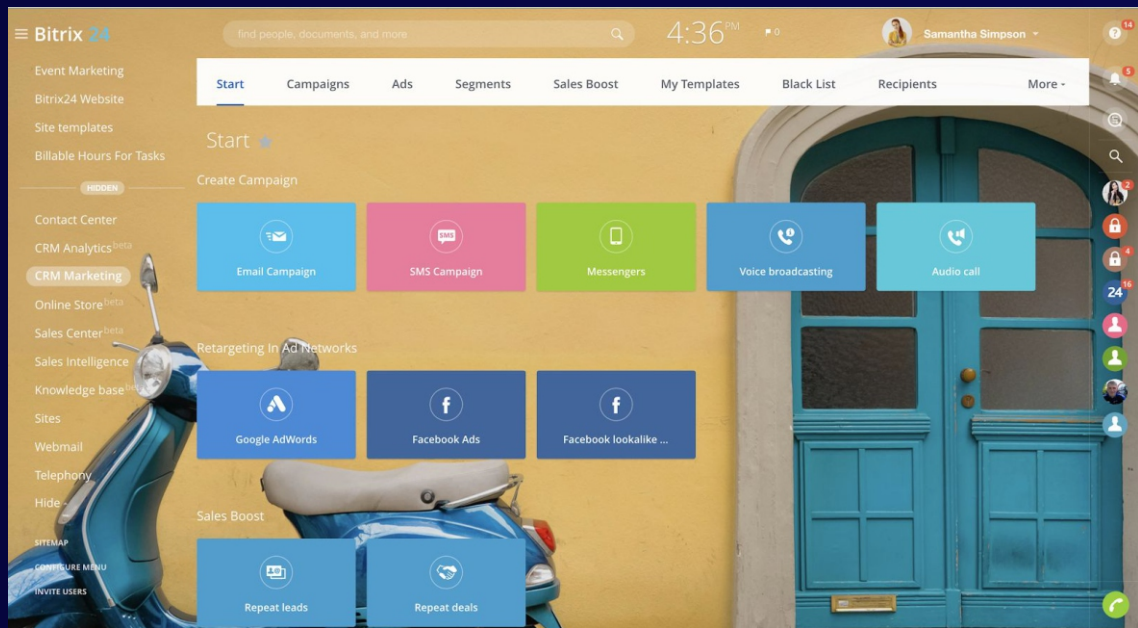 Bitrix 24
find people, documents, and more
4:36 PM
0
Samantha Simpson
14
Event Marketing
Bitrix24 Website
Site templates
Billable Hours For Tasks
HIDDEN
Contact Center
CRM Analytics beta
CRM Marketing
Online Store beta
Sales Center beta
Sales Intelligence
Knowledge base
Sites
Webmail
Telephony
Hide
SITEMAP
CONFIGURE MENU
INVITE USERS
Start
Campaigns
Ads
Segments
Sales Boost
My Templates
Black List
Recipients
More
Start
Create Campaign
Email Campaign
SMS
SMS Campaign
Messengers
Voice broadcasting
Audio call
Retargeting In Ad Networks
Google AdWords
Facebook Ads
Facebook lookalike ...
Sales Boost
Repeat leads
Repeat deals
5
2
4
24
16